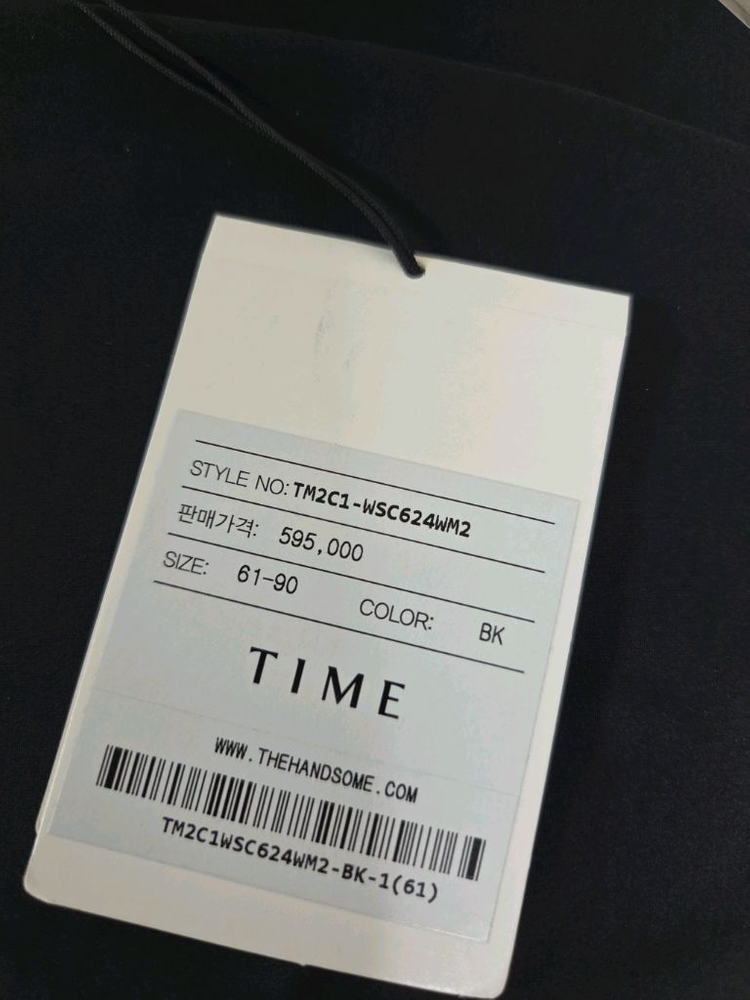 STYLE NO: TM2C1-WSC624WM2
판매가격: 595,000
SIZE: 61-90 COLOR: BK
TIME
WWW.THEHANDSOME.COM
TM2C1WSC624WM2-BK-1(61)